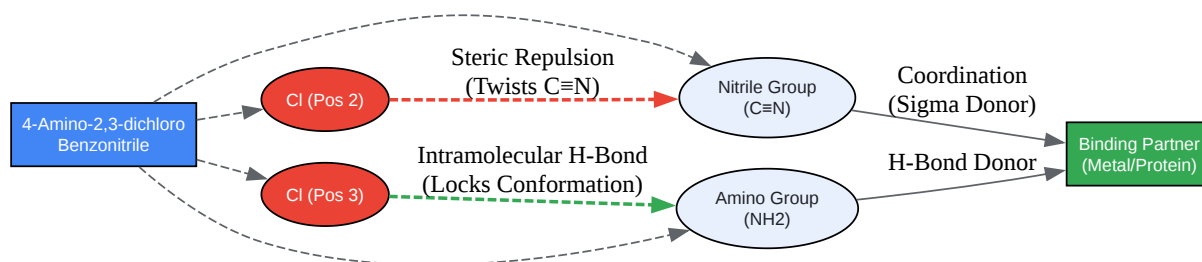 4-Amino-2,3-dichloro
Benzonitrile
Cl (Pos 2)
Cl (Pos 3)
Steric Repulsion
(Twists C≡N)
Intramolecular H-Bond
(Locks Conformation)
Nitrile Group
(C≡N)
Amino Group
(NH2)
Coordination
(Sigma Donor)
H-Bond Donor
Binding Partner
(Metal/Protein)